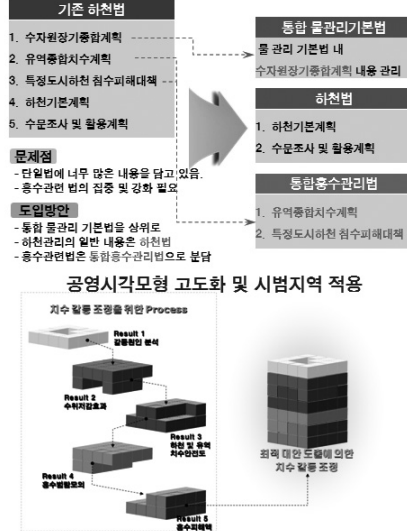 기존 하천법
1. 수자원장기종합계획
2. 유역종합치수계획
3. 특정도시하천 침수피해대책
4. 하천기본계획
5. 수문조사 및 활용계획
문제점
- 단일법에 너무 많은 내용을 담고 있음.
- 홍수관련 법의 집중 및 강화 필요
도입방안
- 통합 물관리 기본법을 상위로
- 하천관리의 일반 내용은 하천법
- 홍수관련법은 통합홍수관리법으로 분담
통합 물관리기본법
물 관리 기본법 내
수자원장기종합계획 내용 관리
하천법
1. 하천기본계획
2. 수문조사 및 활용계획
통합홍수관리법
1. 유역종합치수계획
2. 특정도시하천 침수피해대책
공영시각모형 고도화 및 시범지역 적용
치수 갈등 조정을 위한 Process
Result 1
갈등원인 분석
Result 2
수위저감효과
Result 3
하천 및 유역
치수안전도
Result 4
홍수범람모의
Result 5
홍수피해액
최적 대안 도출에 의한
치수 갈등 조정